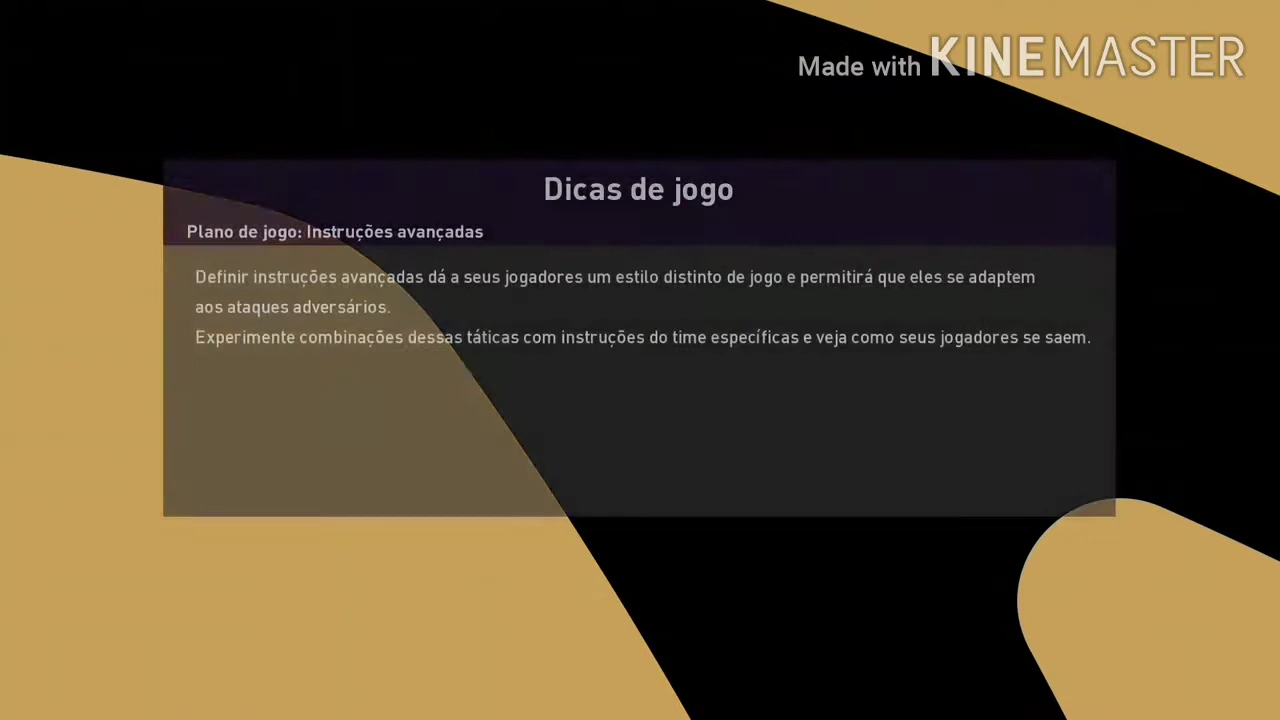 Made with KINEMASTER
Dicas de jogo
Plano de jogo: Instruções avançadas
Definir instruções avançadas dá a seus jogadores um estilo distinto de jogo e permitirá que eles se adaptem
aos ataques adversários.
Experimente combinações dessas táticas com instruções do time específicas e veja como seus jogadores se saem.